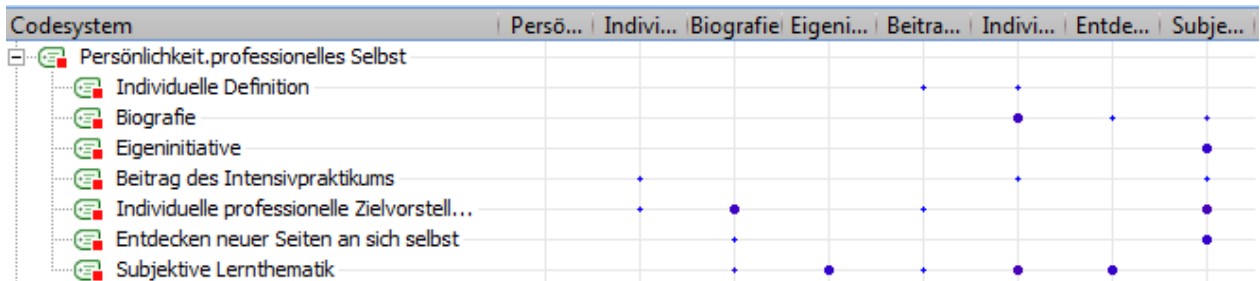 Codesystem Persö... Indivi... Biografie Eigeni... Beitra... Indivi... Entde... Subje...
Persönlichkeit.professionelles Selbst
Individuelle Definition
Biografie
Eigeninitiative
Beitrag des Intensivpraktikums
Individuelle professionelle Zielvorstell...
Entdecken neuer Seiten an sich selbst
Subjektive Lernthematik